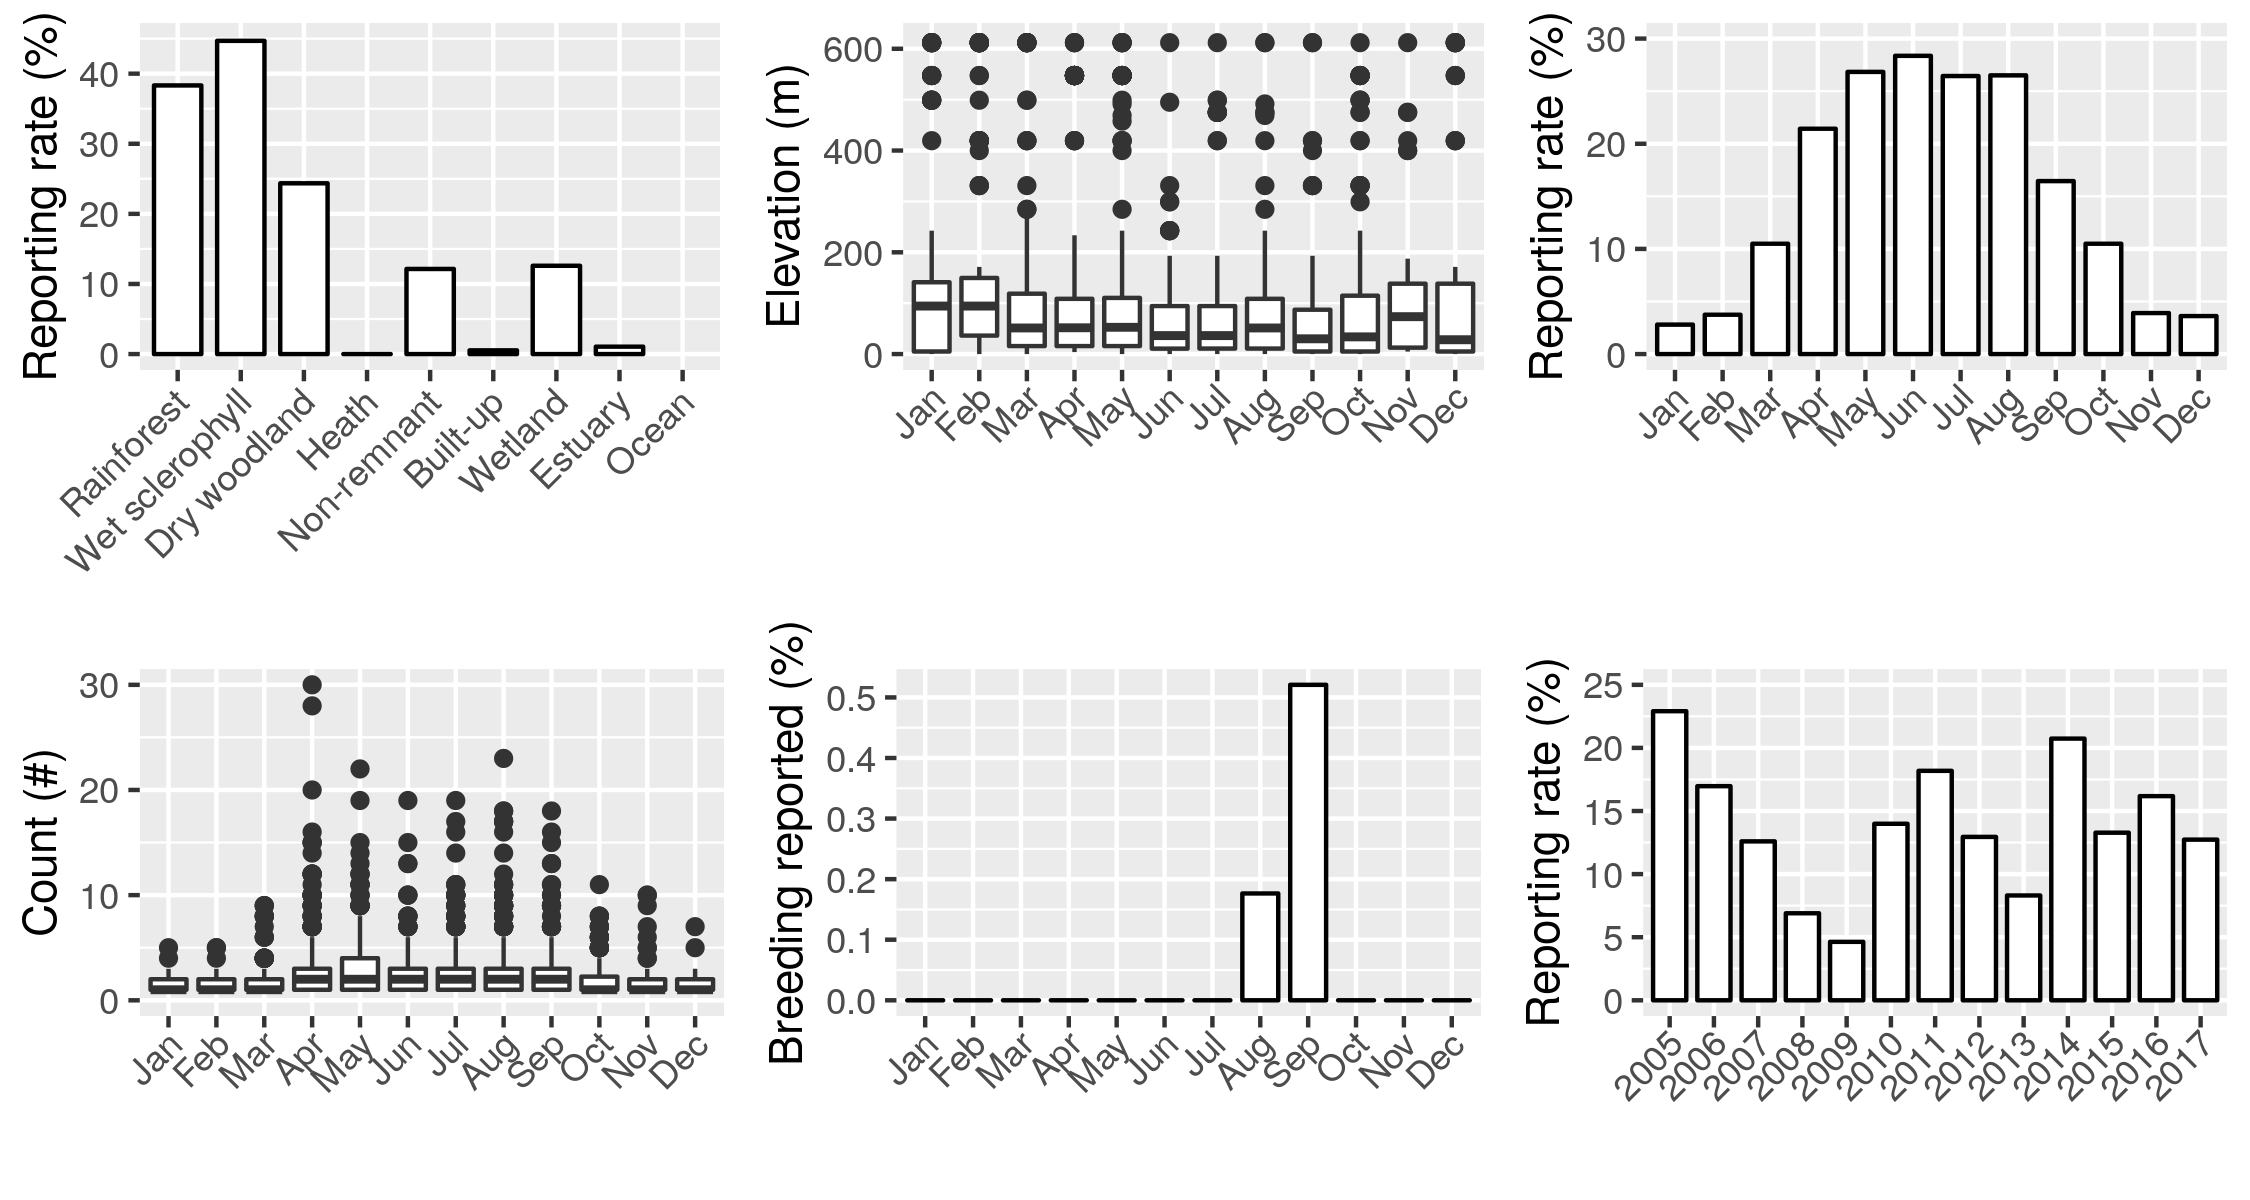 Reporting rate (%)
40
30
20
10
0
Rainforest
Wet sclerophyll
Dry woodland
Heath
Non-remnant
Built-up
Wetland
Estuary
Ocean
Elevation (m)
600
400
200
0
Jan
Feb
Mar
Apr
May
Jun
Jul
Aug
Sep
Oct
Nov
Dec
Reporting rate (%)
30
20
10
0
Jan
Feb
Mar
Apr
May
Jun
Jul
Aug
Sep
Oct
Nov
Dec
Count (#)
30
20
10
0
Jan
Feb
Mar
Apr
May
Jun
Jul
Aug
Sep
Oct
Nov
Dec
Breeding reported (%)
0.5
0.4
0.3
0.2
0.1
0.0
Jan
Feb
Mar
Apr
May
Jun
Jul
Aug
Sep
Oct
Nov
Dec
Reporting rate (%)
25
20
15
10
5
0
2005
2006
2007
2008
2009
2010
2011
2012
2013
2014
2015
2016
2017